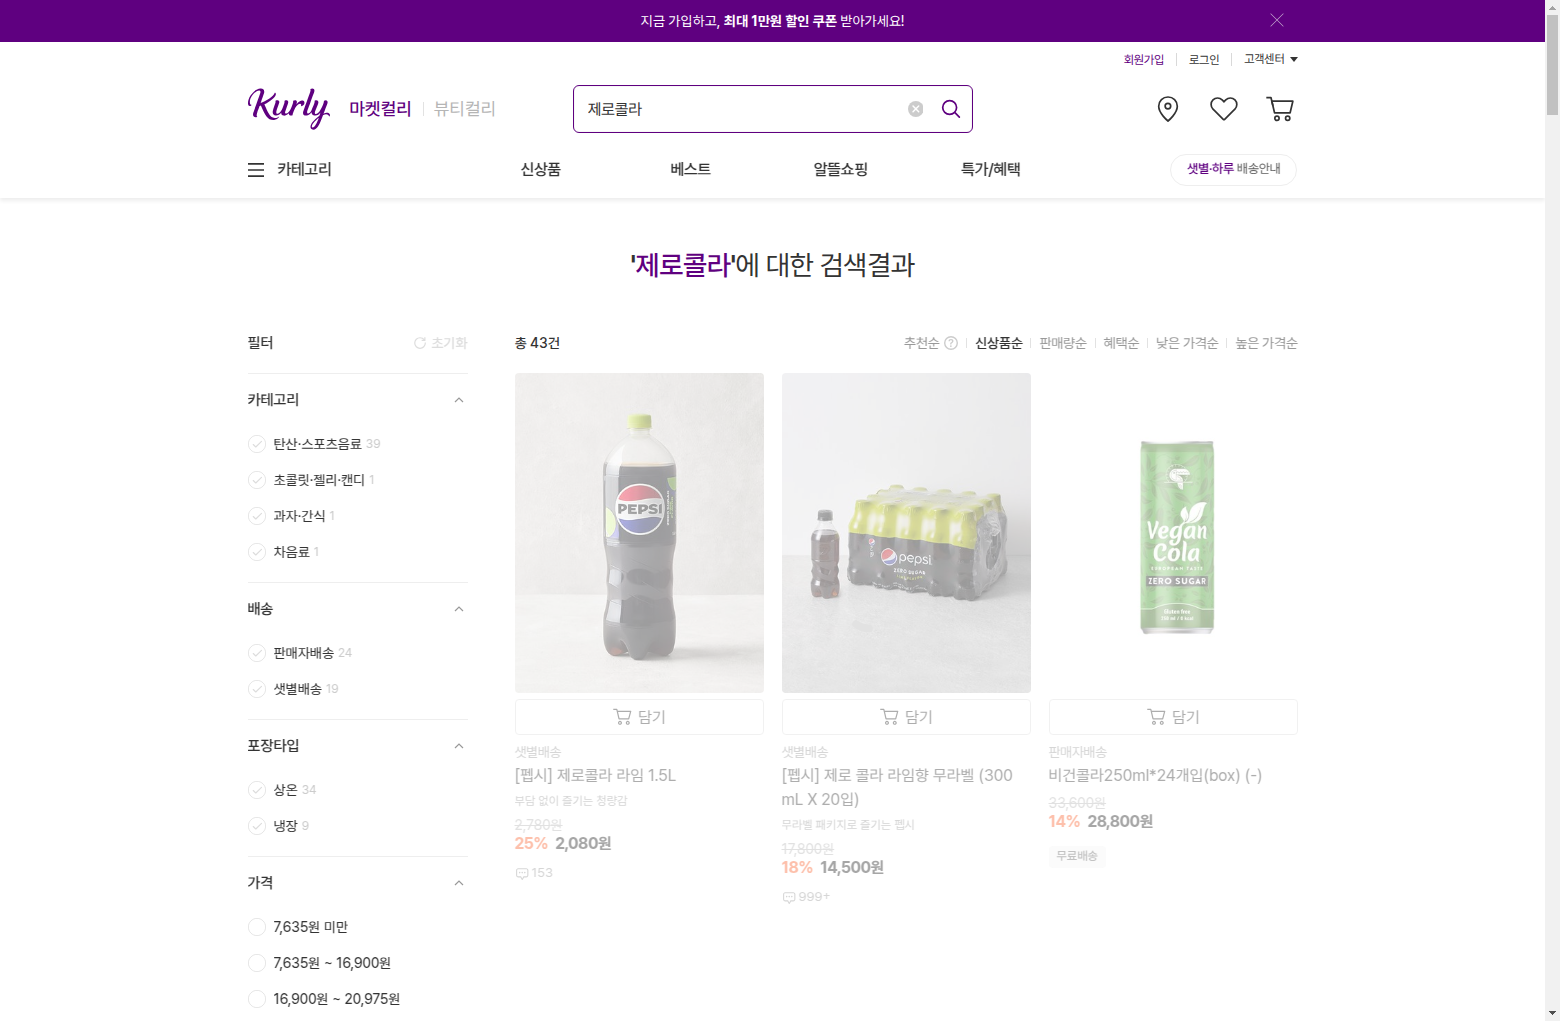 지금 가입하고, 최대 1만원 할인 쿠폰 받아가세요!
회원가입 로그인 고객센터
Kurly 마켓컬리 뷰티컬리
제로콜라
카테고리 신상품 베스트 알뜰쇼핑 특가/혜택 샛별·하루 배송안내
'제로콜라'에 대한 검색결과
필터 초기화
총 43건 추천순 ? 신상품순 판매량순 혜택순 낮은 가격순 높은 가격순
카테고리
탄산·스포츠음료 39
초콜릿·젤리·캔디 1
과자·간식 1
차음료 1
배송
판매자배송 24
샛별배송 19
포장타입
상온 34
냉장 9
가격
7,635원 미만
7,635원 ~ 16,900원
16,900원 ~ 20,975원
PEPSI
담기
샛별배송
[펩시] 제로콜라 라임 1.5L
부담 없이 즐기는 청량감
2,780원
25% 2,080원
153
pepsi
ZERO SUGAR
담기
샛별배송
[펩시] 제로 콜라 라임향 무라벨 (300
mL X 20입)
무라벨 패키지로 즐기는 펩시
17,800원
18% 14,500원
999+
Vegan
Cola
EUROPEAN TASTE
ZERO SUGAR
Gluten free
담기
판매자배송
비건콜라250ml*24개입(box) (-)
33,600원
14% 28,800원
무료배송